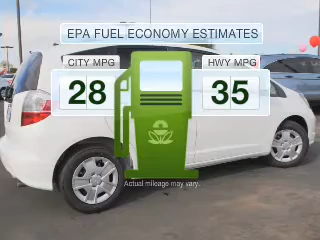 EPA FUEL ECONOMY ESTIMATES
CITY MPG HWY MPG
28 35
Actual mileage may vary.